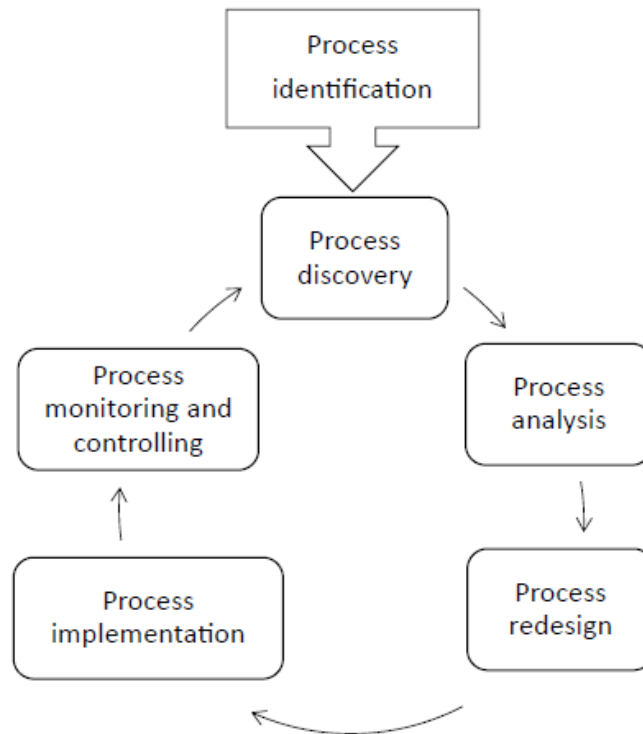 Process
identification
Process
discovery
Process
analysis
Process
redesign
Process
implementation
Process
monitoring and
controlling